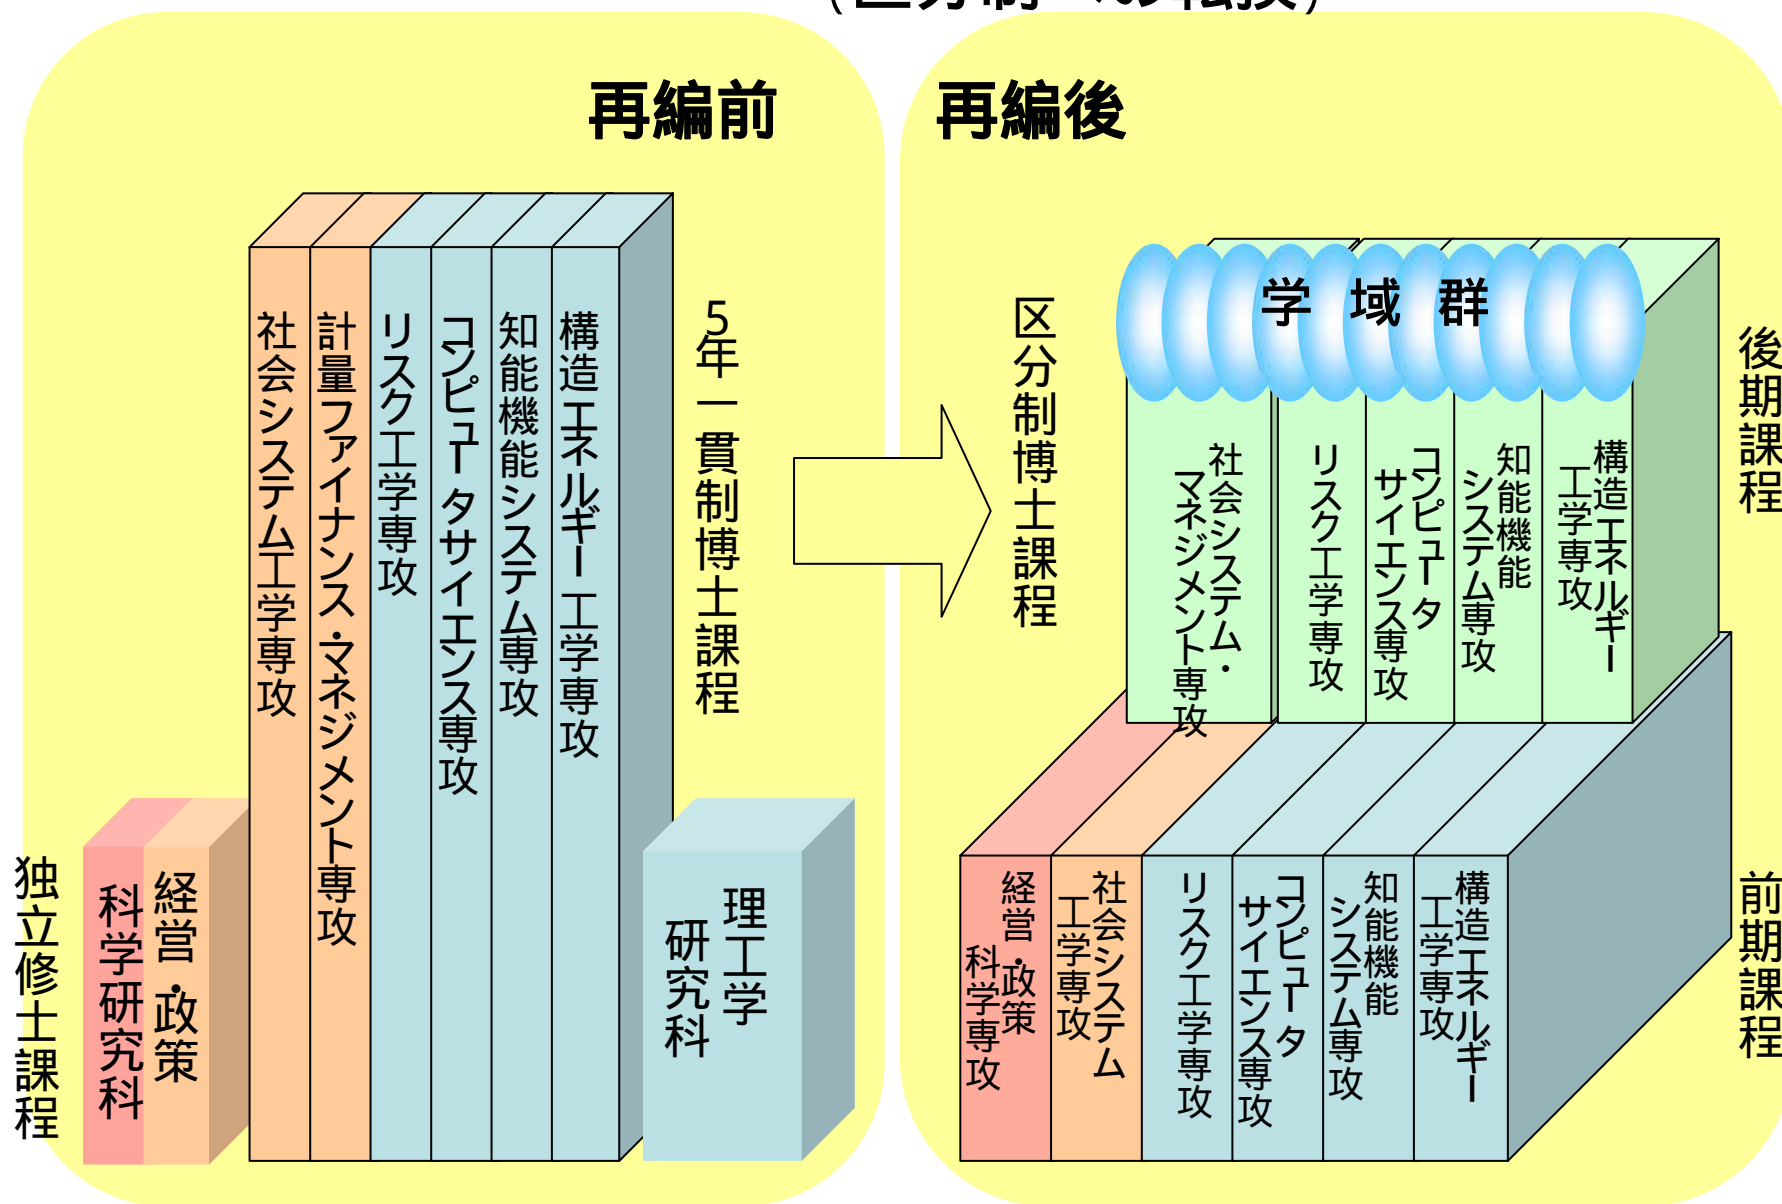 (区分制への転換)
再編前
独立修士課程
経営・政策
科学研究科
社会システム工学専攻
計量ファイナンス・マネジメント専攻
リスク工学専攻
コンピュータサイエンス専攻
知能機能システム専攻
構造エネルギー工学専攻
5年一貫制博士課程
理工学
研究科
再編後
区分制博士課程
学域群
社会システム・
マネジメント専攻
リスク工学専攻
コンピュータ
サイエンス専攻
知能機能
システム専攻
構造エネルギー
工学専攻
後期課程
経営・政策
科学専攻
社会システム
工学専攻
リスク工学専攻
コンピュータ
サイエンス専攻
知能機能
システム専攻
構造エネルギー
工学専攻
前期課程